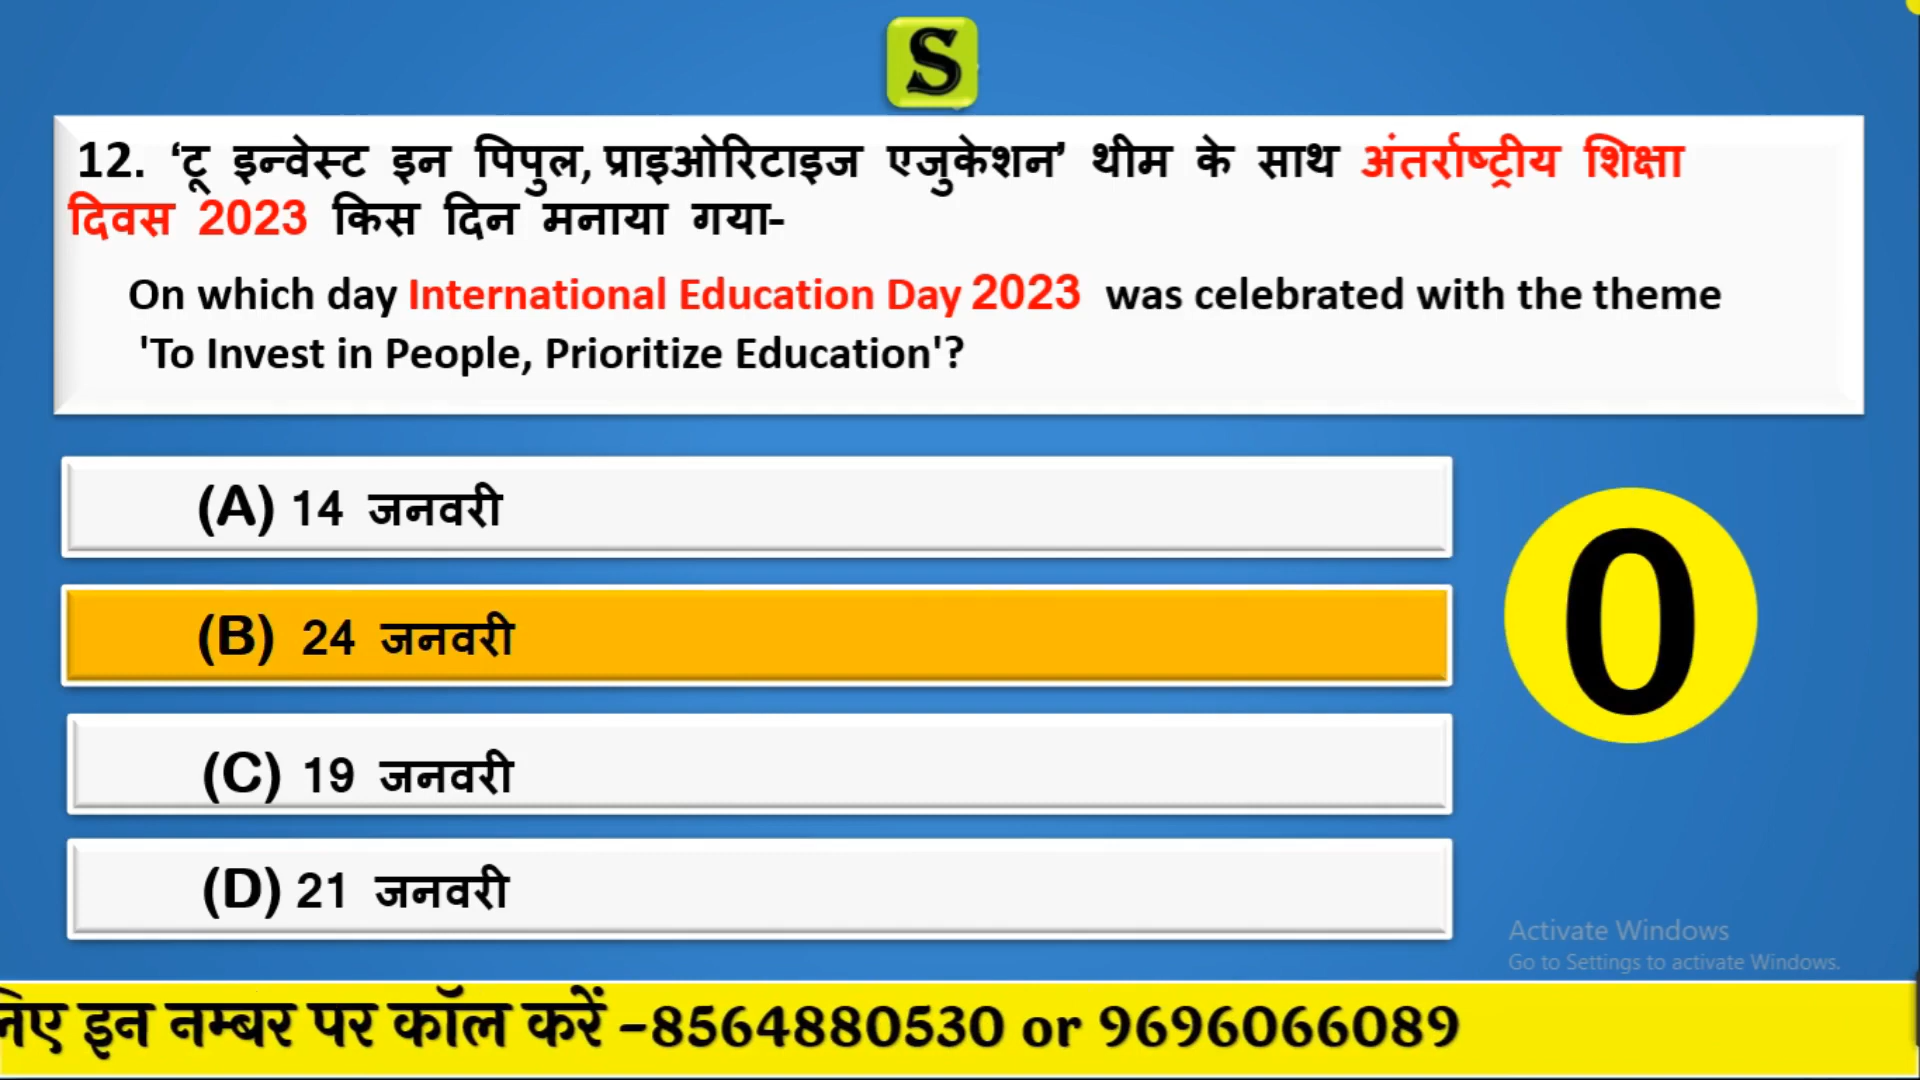 S
12. ‘टू इन्वेस्ट इन पिपुल, प्राइओरिटाइज एजुकेशन’ थीम के साथ अंतर्राष्ट्रीय शिक्षा
दिवस 2023 किस दिन मनाया गया-
On which day International Education Day 2023 was celebrated with the theme
'To Invest in People, Prioritize Education'?
(A) 14 जनवरी
(B) 24 जनवरी
0
(C) 19 जनवरी
(D) 21 जनवरी
Activate Windows
Go to Settings to activate Windows.
इन नम्बर पर कॉल करें –8564880530 or 9696066089